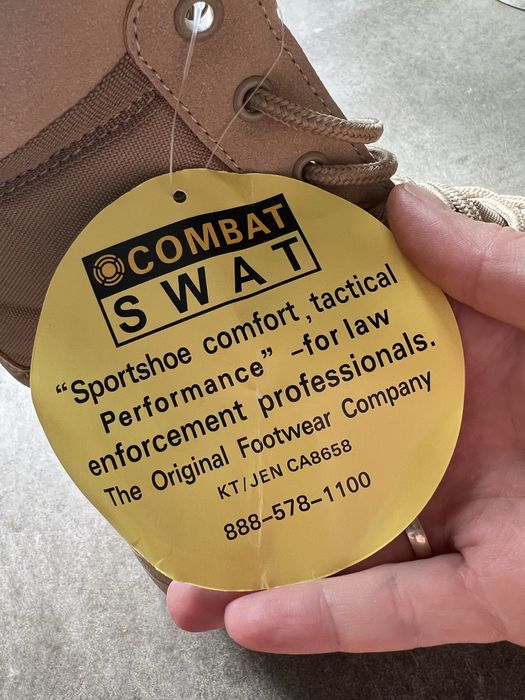 COMBAT
SWAT
“Sportshoe comfort , tactical
Performance” –for law
enforcement professionals.
The Original Footwear Company
KT/JEN CA8658
888–578–1100